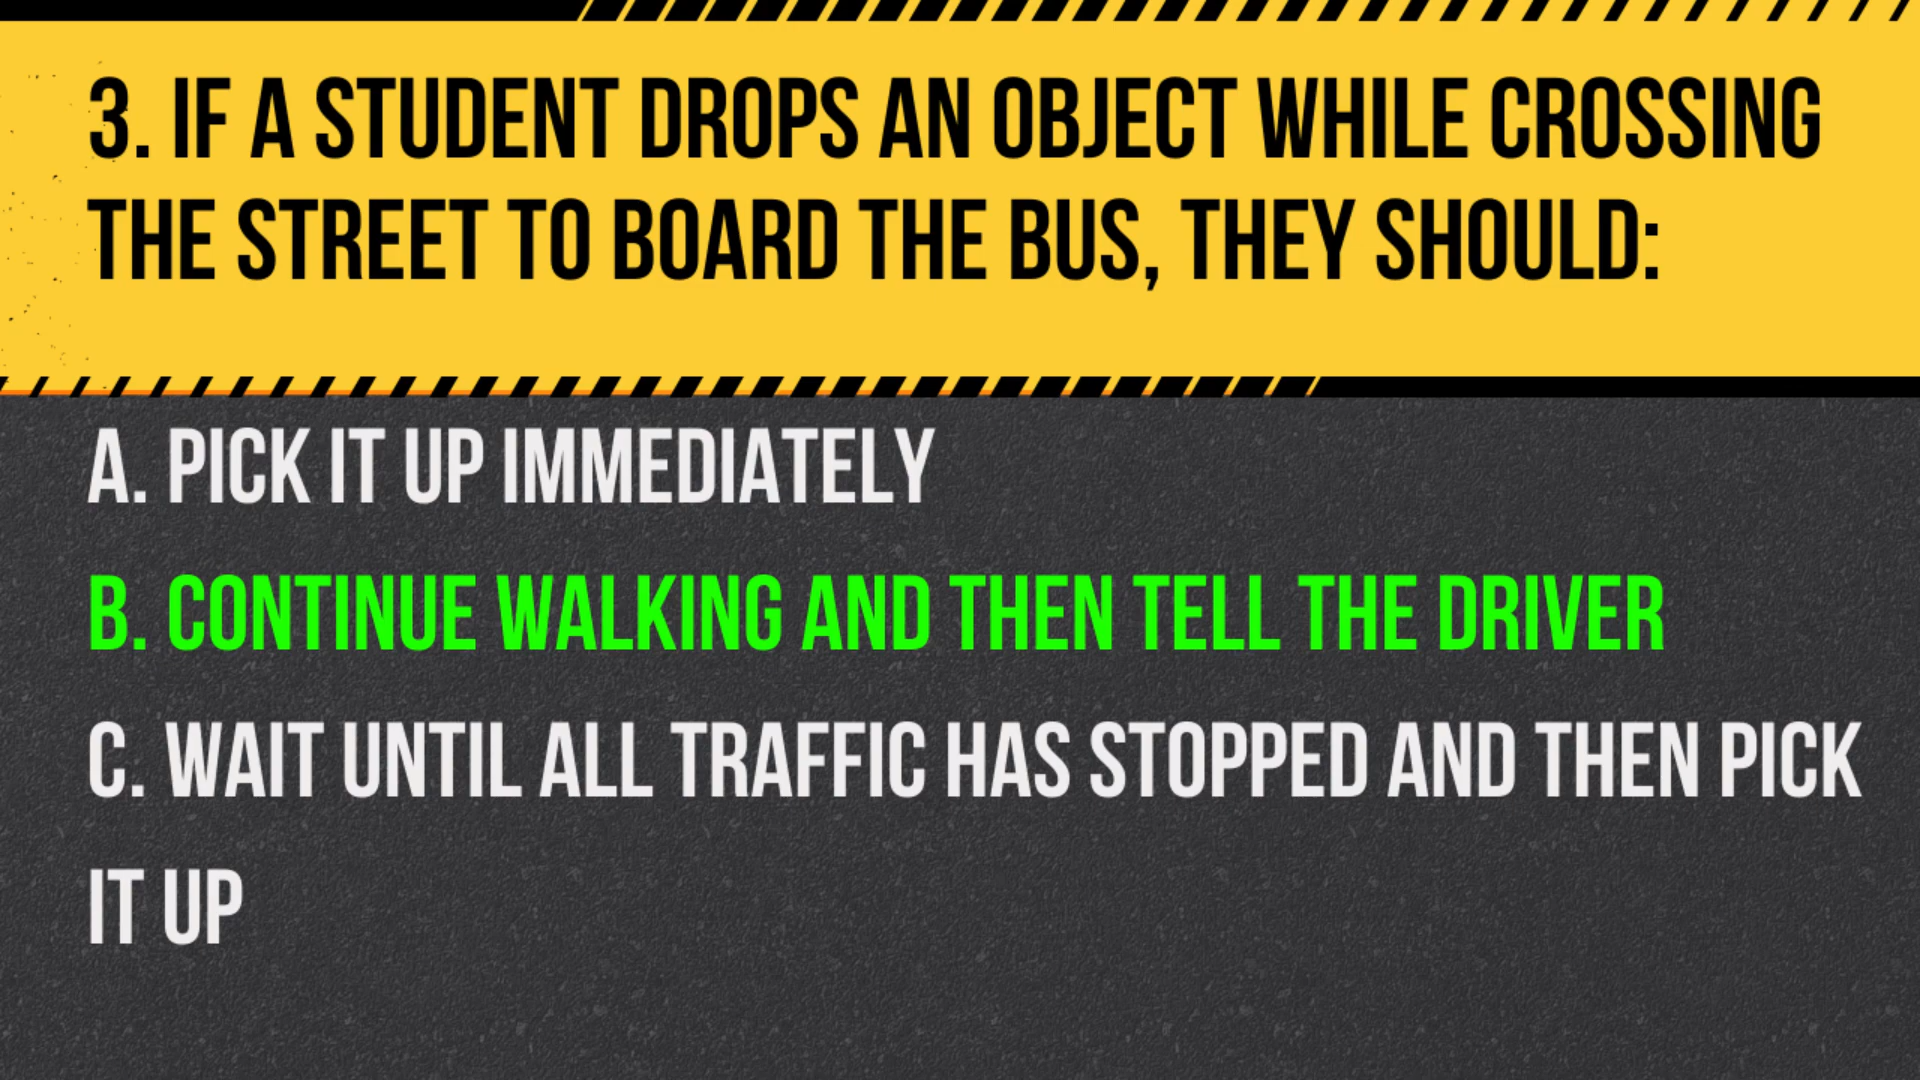 3. IF A STUDENT DROPS AN OBJECT WHILE CROSSING
THE STREET TO BOARD THE BUS, THEY SHOULD:
A. PICK IT UP IMMEDIATELY
B. CONTINUE WALKING AND THEN TELL THE DRIVER
C. WAIT UNTIL ALL TRAFFIC HAS STOPPED AND THEN PICK
IT UP